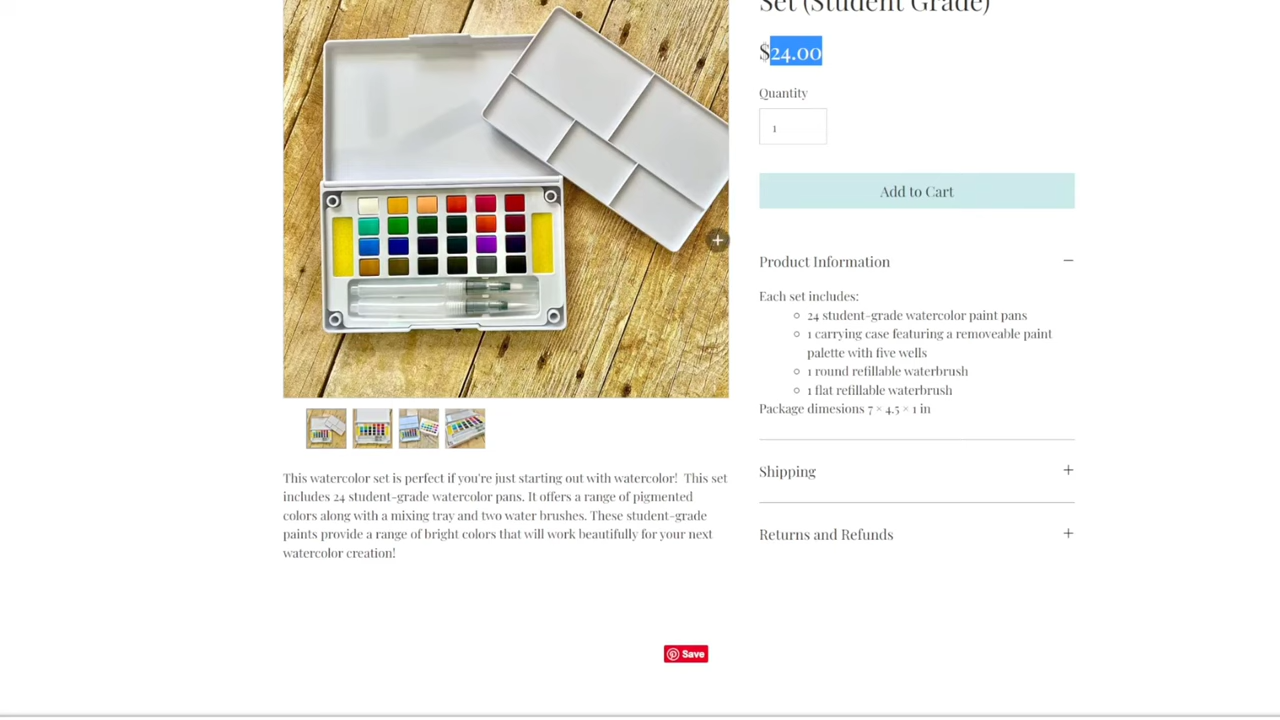 Set (Student Grade)
$24.00
Quantity
1
Add to Cart
Product Information
Each set includes:
24 student-grade watercolor paint pans
1 carrying case featuring a removeable paint
palette with five wells
1 round refillable waterbrush
1 flat refillable waterbrush
Package dimesions 7 × 4.5 × 1 in
Shipping
Returns and Refunds
This watercolor set is perfect if you're just starting out with watercolor! This set
includes 24 student-grade watercolor pans. It offers a range of pigmented
colors along with a mixing tray and two water brushes. These student-grade
paints provide a range of bright colors that will work beautifully for your next
watercolor creation!
Save